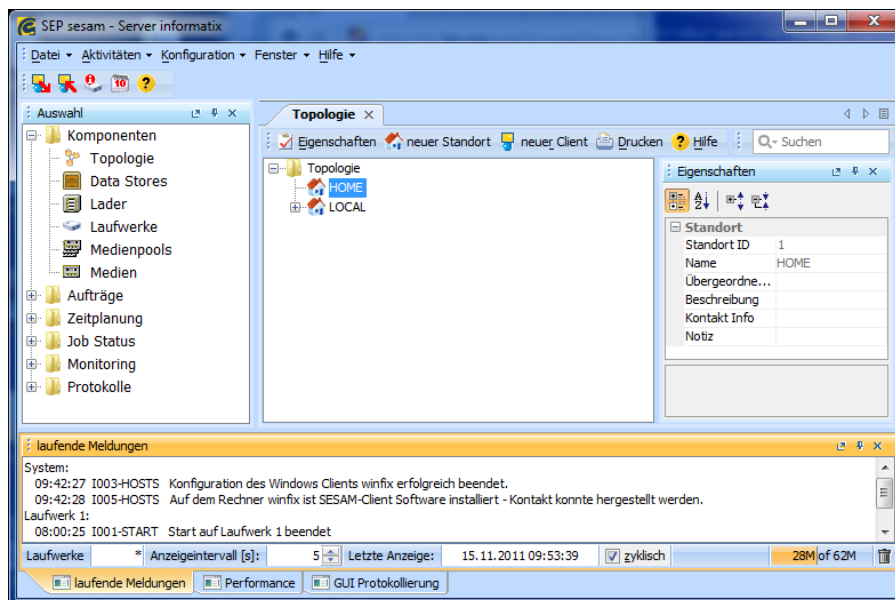 SEP sesam - Server informatix
Datei Aktivitäten Konfiguration Fenster Hilfe
10 ?
Auswahl
Komponenten
Topologie
Data Stores
Lader
Laufwerke
Medienpools
Medien
Aufträge
Zeitplanung
Job Status
Monitoring
Protokolle
Topologie
Eigenschaften neuer Standort neuer Client Drucken ? Hilfe Suchen
Topologie
HOME
LOCAL
Eigenschaften
Standort
Standort ID 1
Name HOME
Übergeordne...
Beschreibung
Kontakt Info
Notiz
laufende Meldungen
System:
09:42:27 I003-HOSTS Konfiguration des Windows Clients winfix erfolgreich beendet.
09:42:28 I005-HOSTS Auf dem Rechner winfix ist SESAM-Client Software installiert - Kontakt konnte hergestellt werden.
Laufwerk 1:
08:00:25 I001-START Start auf Laufwerk 1 beendet
Laufwerke * Anzeigeintervall [s]: 5 Letzte Anzeige: 15.11.2011 09:53:39 zyklisch 28M of 62M
laufende Meldungen Performance GUI Protokollierung